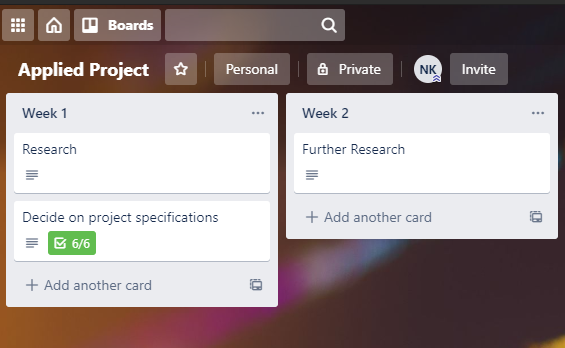 Boards
Applied Project
Personal
Private
NK
Invite
Week 1
Research
Decide on project specifications
6/6
Add another card
Week 2
Further Research
Add another card